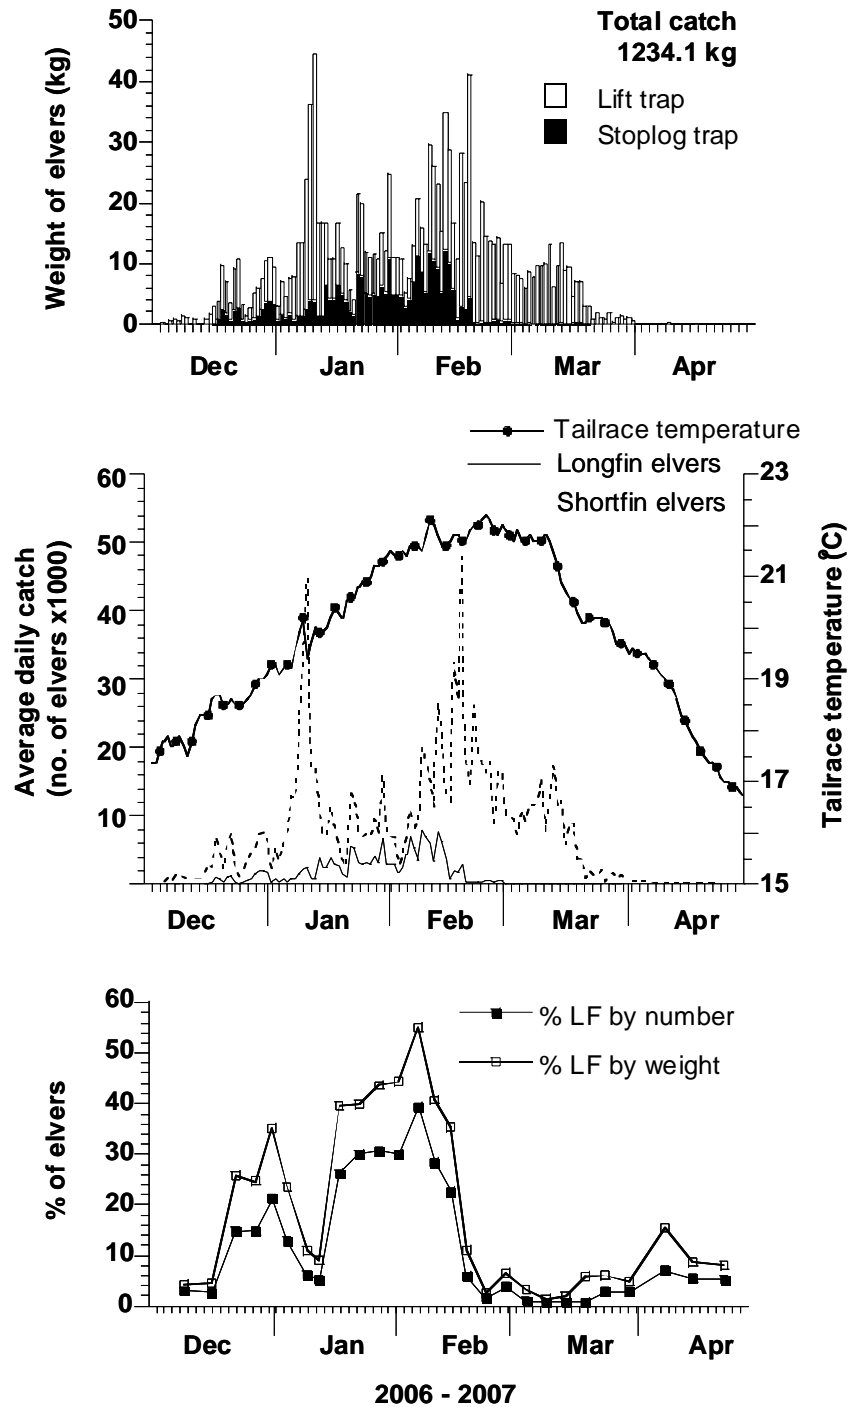 Total catch
1234.1 kg
Lift trap
Stoplog trap
Weight of elvers (kg)
50
40
30
20
10
0
Dec Jan Feb Mar Apr
Tailrace temperature
Longfin elvers
Shortfin elvers
Average daily catch
(no. of elvers x1000)
60
50
40
30
20
10
23
21
19
17
15
Tailrace temperature (⁰C)
Dec Jan Feb Mar Apr
% LF by number
% LF by weight
% of elvers
60
50
40
30
20
10
0
Dec Jan Feb Mar Apr
2006 - 2007